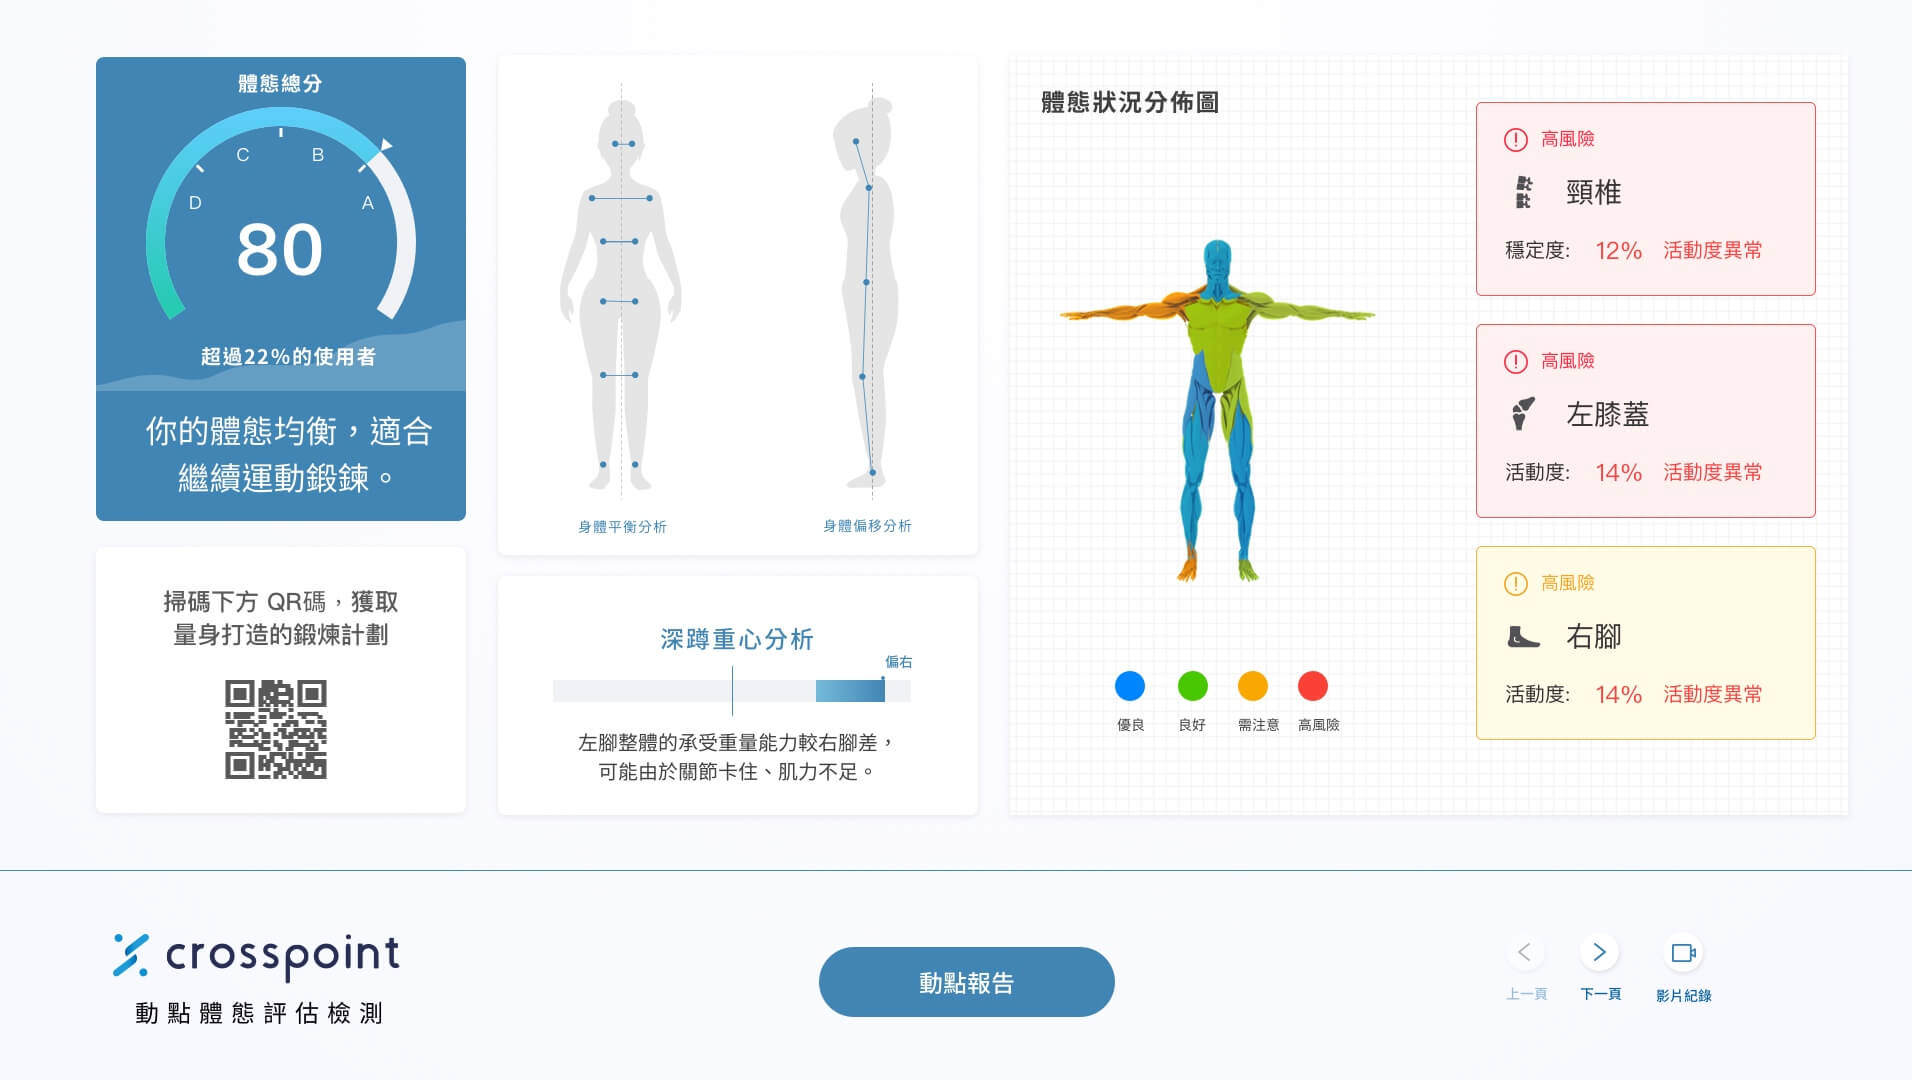 體態總分
D
C
B
A
80
超過22%的使用者
你的體態均衡，適合
繼續運動鍛鍊。
掃碼下方 QR碼，獲取
量身打造的鍛煉計劃
身體平衡分析
身體偏移分析
深蹲重心分析
偏右
左腳整體的承受重量能力較右腳差，
可能由於關節卡住、肌力不足。
體態狀況分佈圖
優良
良好
需注意
高風險
高風險
頸椎
穩定度: 12% 活動度異常
高風險
左膝蓋
活動度: 14% 活動度異常
高風險
右腳
活動度: 14% 活動度異常
crosspoint
動點體態評估檢測
動點報告
上一頁
下一頁
影片紀錄